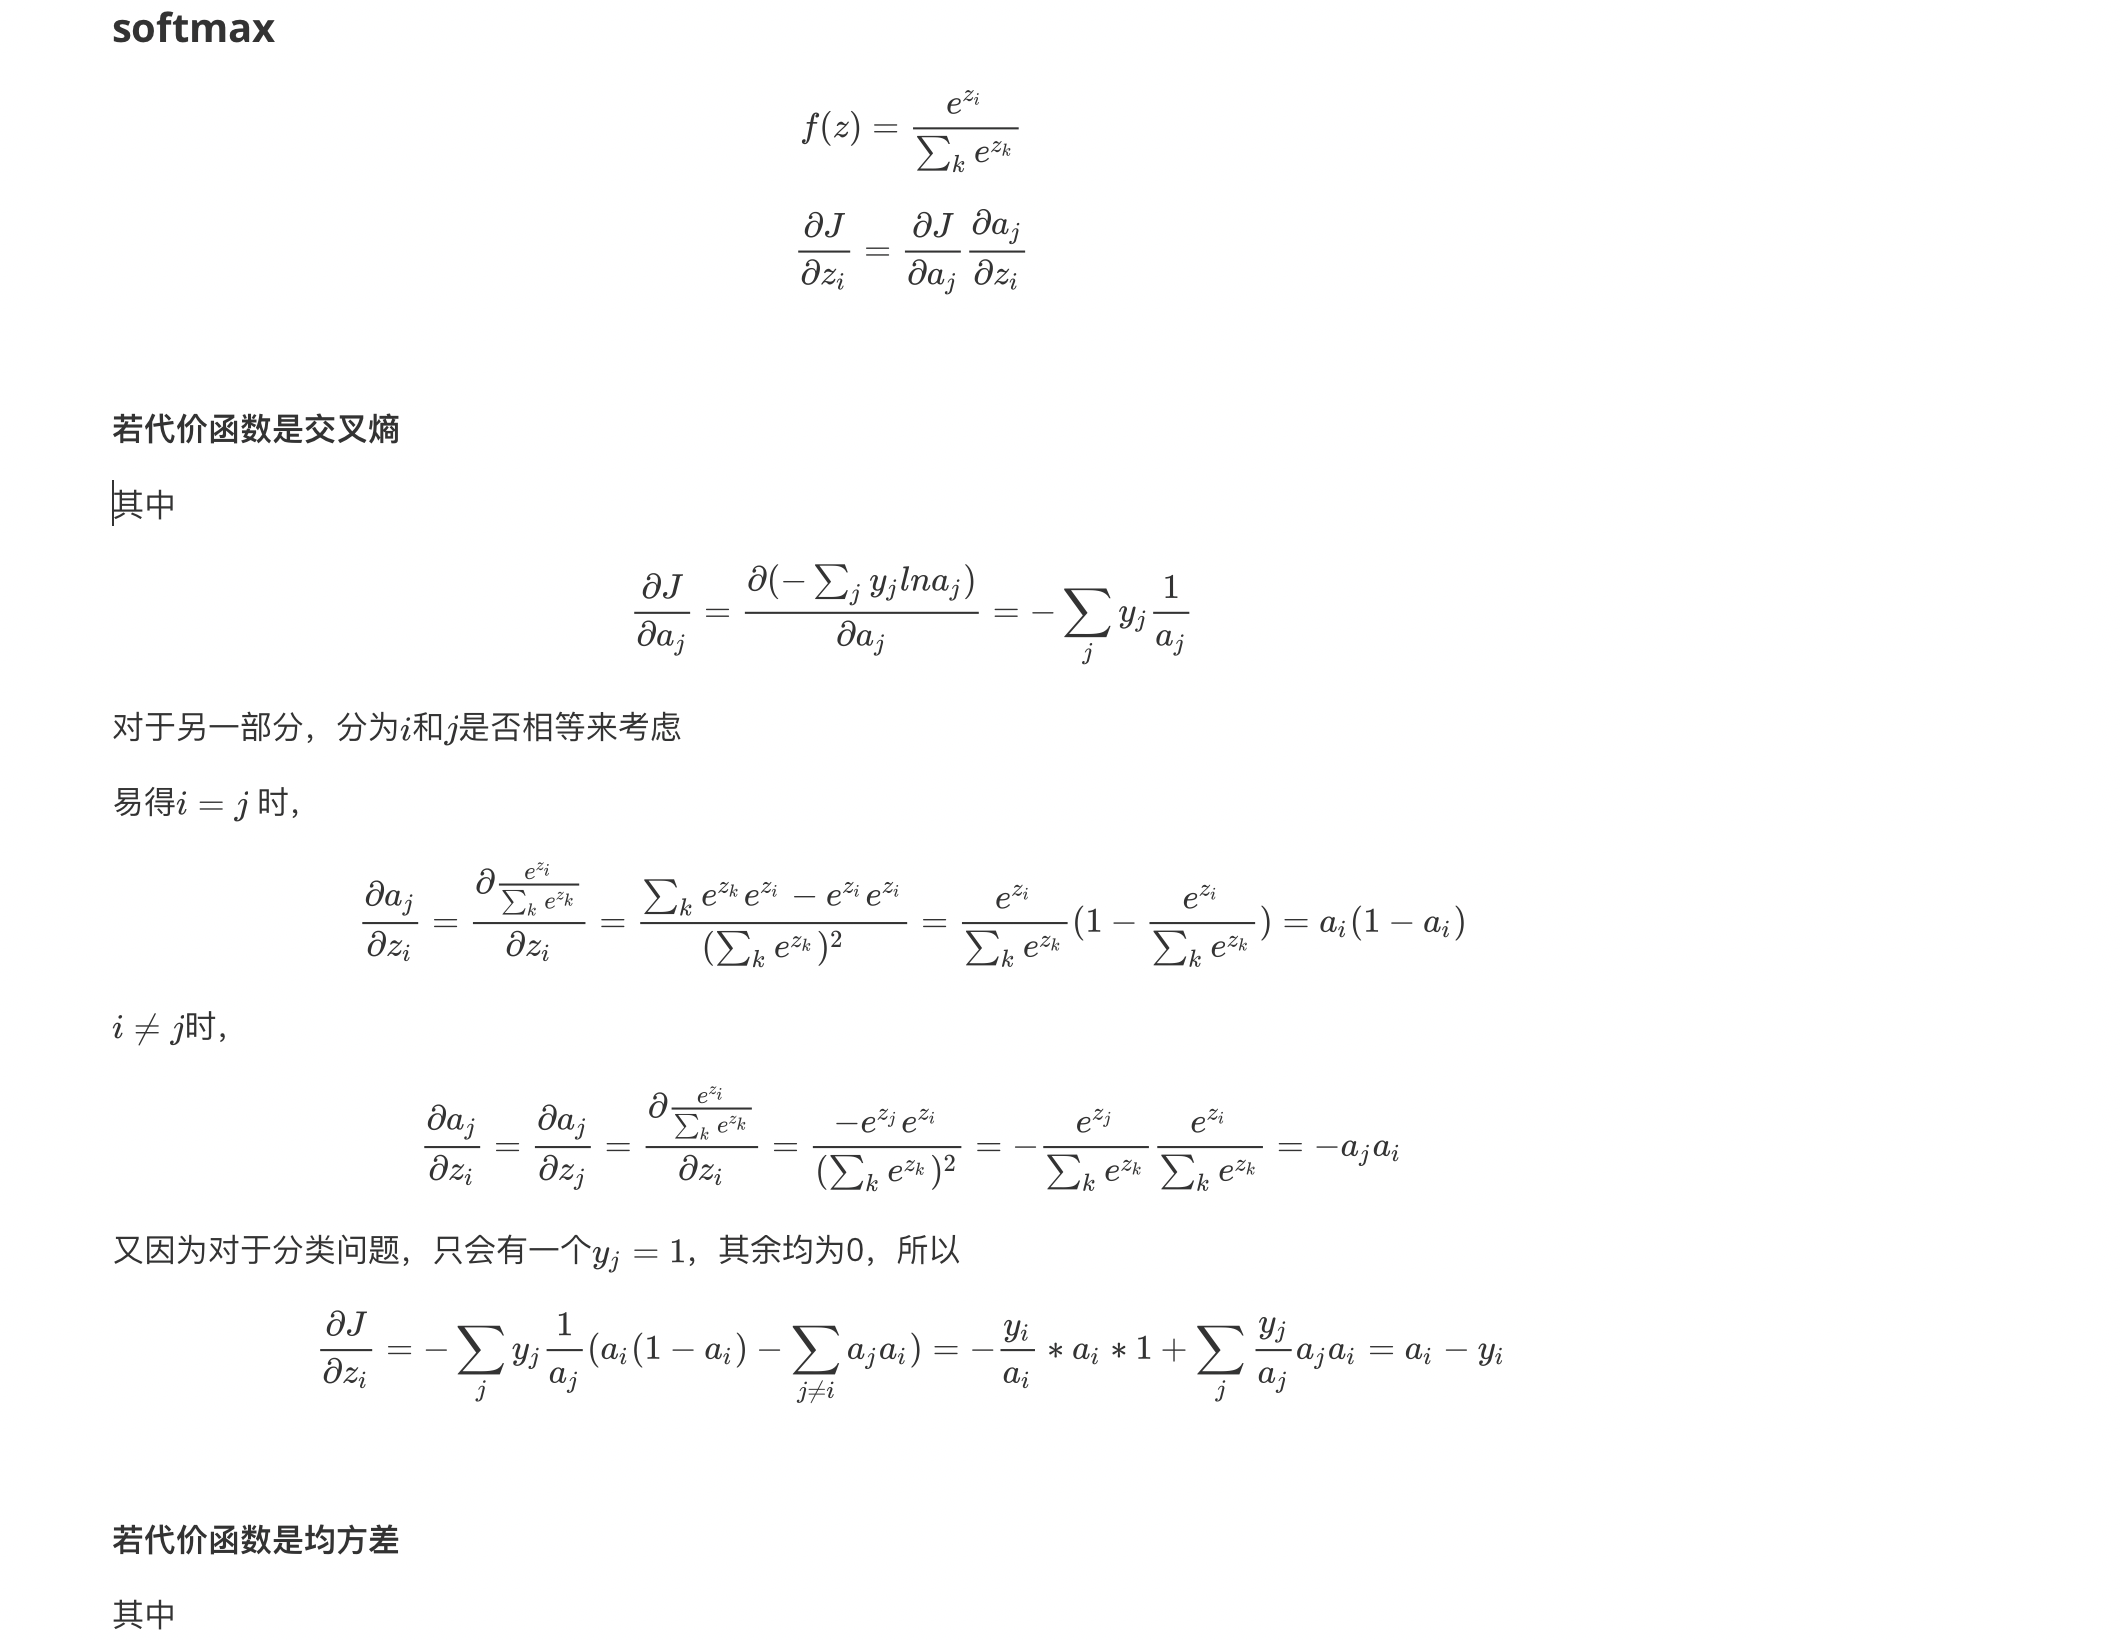 softmax
f(z) = \frac{e^{z_i}}{\sum_k e^{z_k}}
\frac{\partial J}{\partial z_i} = \frac{\partial J}{\partial a_j} \frac{\partial a_j}{\partial z_i}
若代价函数是交叉熵
其中
\frac{\partial J}{\partial a_j} = \frac{\partial (-\sum_j y_j lna_j)}{\partial a_j} = -\sum_j y_j \frac{1}{a_j}
对于另一部分，分为i和j是否相等来考虑
易得i = j 时，
\frac{\partial a_j}{\partial z_i} = \frac{\partial \frac{e^{z_i}}{\sum_k e^{z_k}}}{\partial z_i} = \frac{\sum_k e^{z_k} e^{z_i} - e^{z_i} e^{z_i}}{(\sum_k e^{z_k})^2} = \frac{e^{z_i}}{\sum_k e^{z_k}} (1 - \frac{e^{z_i}}{\sum_k e^{z_k}}) = a_i(1 - a_i)
i ≠ j时，
\frac{\partial a_j}{\partial z_i} = \frac{\partial a_j}{\partial z_j} = \frac{\partial \frac{e^{z_i}}{\sum_k e^{z_k}}}{\partial z_i} = \frac{-e^{z_j} e^{z_i}}{(\sum_k e^{z_k})^2} = -\frac{e^{z_j}}{\sum_k e^{z_k}} \frac{e^{z_i}}{\sum_k e^{z_k}} = -a_j a_i
又因为对于分类问题，只会有一个y_j = 1，其余均为0，所以
\frac{\partial J}{\partial z_i} = -\sum_j y_j \frac{1}{a_j} (a_i(1 - a_i) - \sum_{j \neq i} a_j a_i) = -\frac{y_i}{a_i} * a_i * 1 + \sum_j \frac{y_j}{a_j} a_j a_i = a_i - y_i
若代价函数是均方差
其中